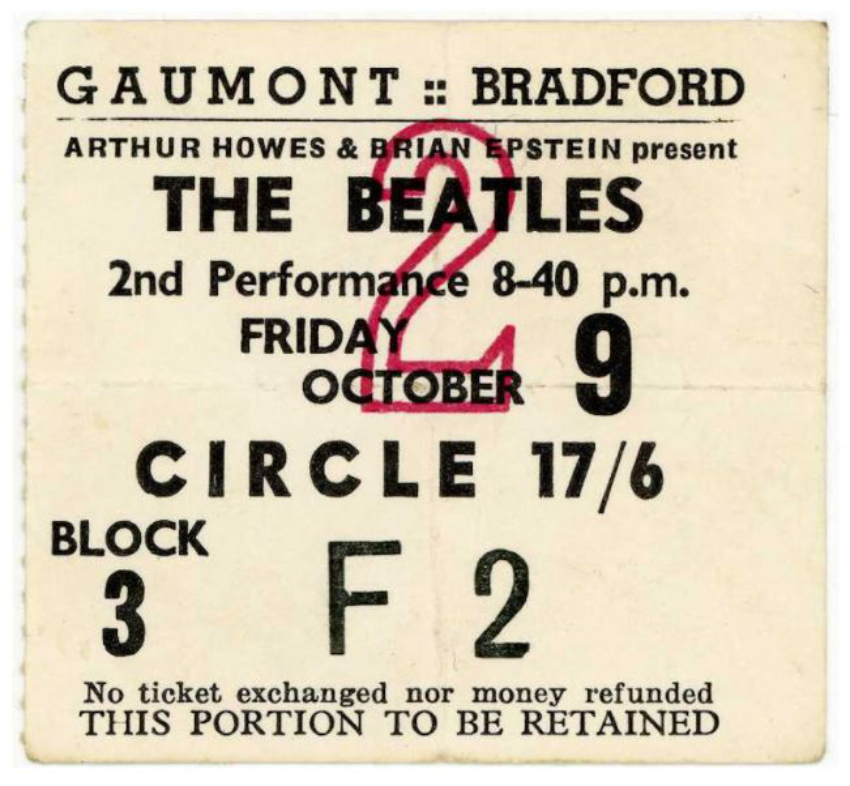 GAUMONT :: BRADFORD
ARTHUR HOWES & BRIAN EPSTEIN present
THE BEATLES
2
2nd Performance 8-40 p.m.
FRIDAY
OCTOBER 9
CIRCLE 17/6
BLOCK
3 F 2
No ticket exchanged nor money refunded
THIS PORTION TO BE RETAINED